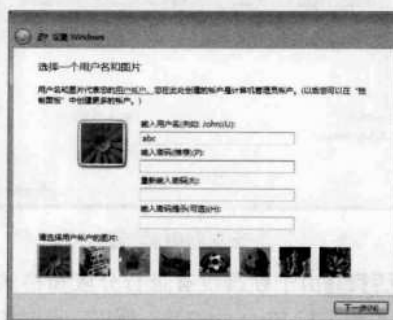 设置 Windows
选择一个用户名和图片
用户名和图片代表您的用户帐户。您在此处创建的帐户是计算机管理员帐户。(以后您可以在“控
制面板”中创建更多的帐户。)
输入用户名(例如: John)(U):
abc
输入密码(推荐)(P):
重新输入密码(R):
输入密码提示(可选)(H):
请选择用户帐户的图片:
下一步(N)